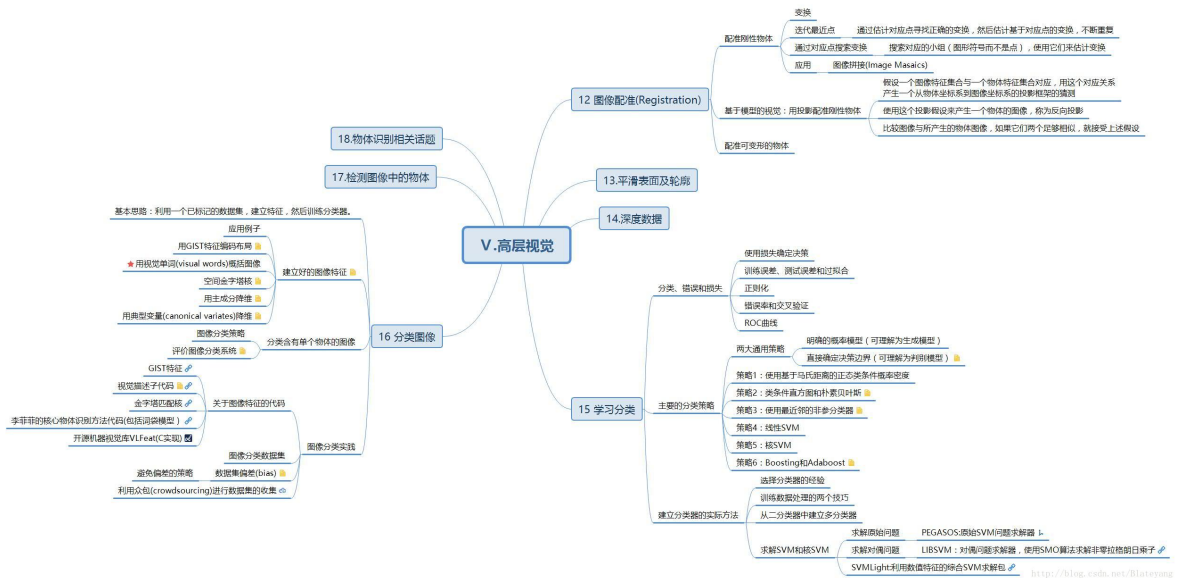 V.高层视觉
12 图像配准(Registration)
配准刚性物体
变换
迭代最近点
通过估计对应点寻找正确的变换，然后估计基于对应点的变换，不断重复
通过对应点搜索变换
搜索对应的小组（图形符号而不是点），使用它们来估计变换
应用
图像拼接(Image Masaics)
基于模型的视觉：用投影配准刚性物体
假设一个图像特征集合与一个物体特征集合对应，用这个对应关系
产生一个从物体坐标系到图像坐标系的投影框架的猜测
使用这个投影假设来产生一个物体的图像，称为反向投影
比较图像与所产生的物体图像，如果它们两个足够相似，就接受上述假设
配准可变形的物体
13.平滑表面及轮廓
14.深度数据
15 学习分类
分类、错误和损失
使用损失确定决策
训练误差、测试误差和过拟合
正则化
错误率和交叉验证
ROC曲线
主要的分类策略
两大通用策略
明确的概率模型（可理解为生成模型）
直接确定决策边界（可理解为判别模型）
策略1：使用基于马氏距离的正态类条件概率密度
策略2：类条件直方图和朴素贝叶斯
策略3：使用最近邻的非参分类器
策略4：线性SVM
策略5：核SVM
策略6：Boosting和Adaboost
建立分类器的实际方法
选择分类器的经验
训练数据处理的两个技巧
从二分类器中建立多分类器
求解SVM和核SVM
求解原始问题
PEGASOS:原始SVM问题求解器
求解对偶问题
LIBSVM：对偶问题求解器，使用SMO算法求解非零拉格朗日乘子
SVMLight:利用数值特征的综合SVM求解包
16 分类图像
基本思路：利用一个已标记的数据集，建立特征，然后训练分类器。
建立好的图像特征
应用例子
用GIST特征编码布局
用视觉单词(visual words)概括图像
空间金字塔核
用主成分降维
用典型变量(canonical variates)降维
分类含有单个物体的图像
图像分类策略
评价图像分类系统
图像分类实践
关于图像特征的代码
GIST特征
视觉描述子代码
金字塔匹配核
李菲菲的核心物体识别方法代码(包括词袋模型）
开源机器视觉库VLFeat(C实现)
图像分类数据集
数据集偏差(bias)
避免偏差的策略
利用众包(crowdsourcing)进行数据集的收集
17.检测图像中的物体
18.物体识别相关话题
http://blog.csdn.net/Blateyang